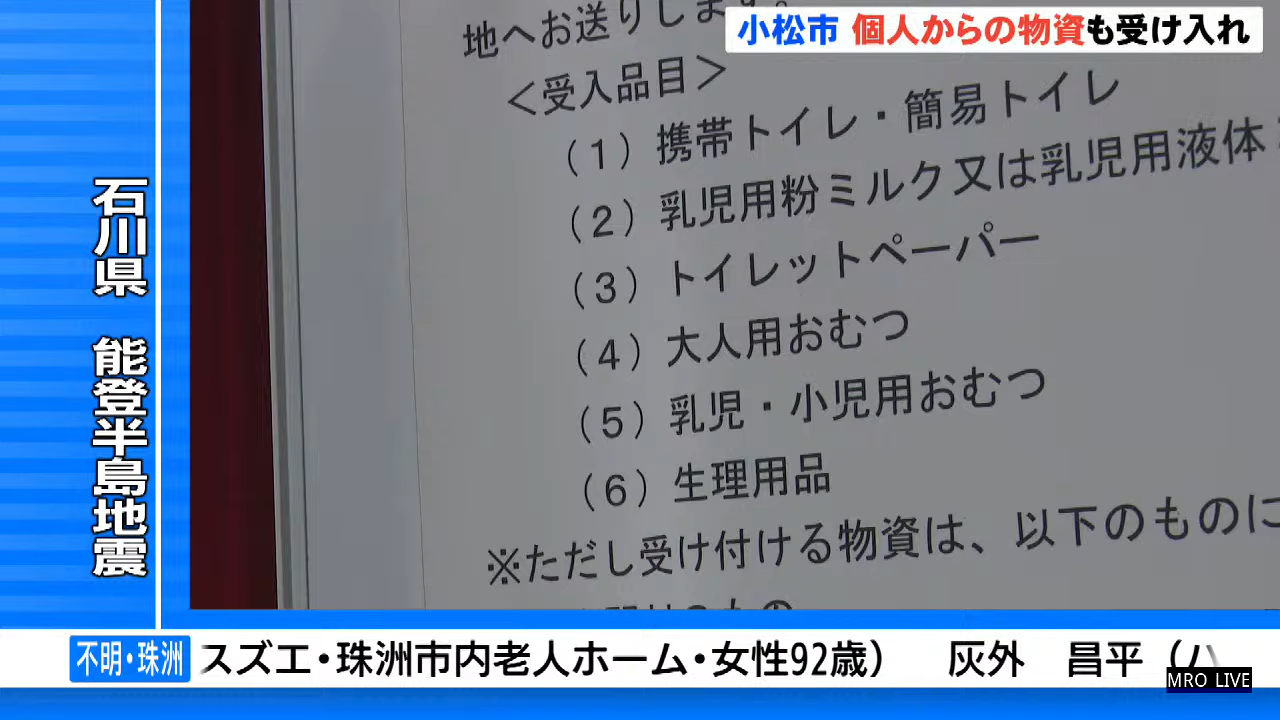 小松市 個人からの物資も受け入れ
石川県 能登半島地震
地へお送りします。
＜受入品目＞
（1）携帯トイレ・簡易トイレ
（2）乳児用粉ミルク又は乳児用液体
（3）トイレットペーパー
（4）大人用おむつ
（5）乳児・小児用おむつ
（6）生理用品
※ただし受け付ける物資は、以下のものに
不明・珠洲 スズエ・珠洲市内老人ホーム・女性92歳） 灰外 昌平（ハ
MRO LIVE